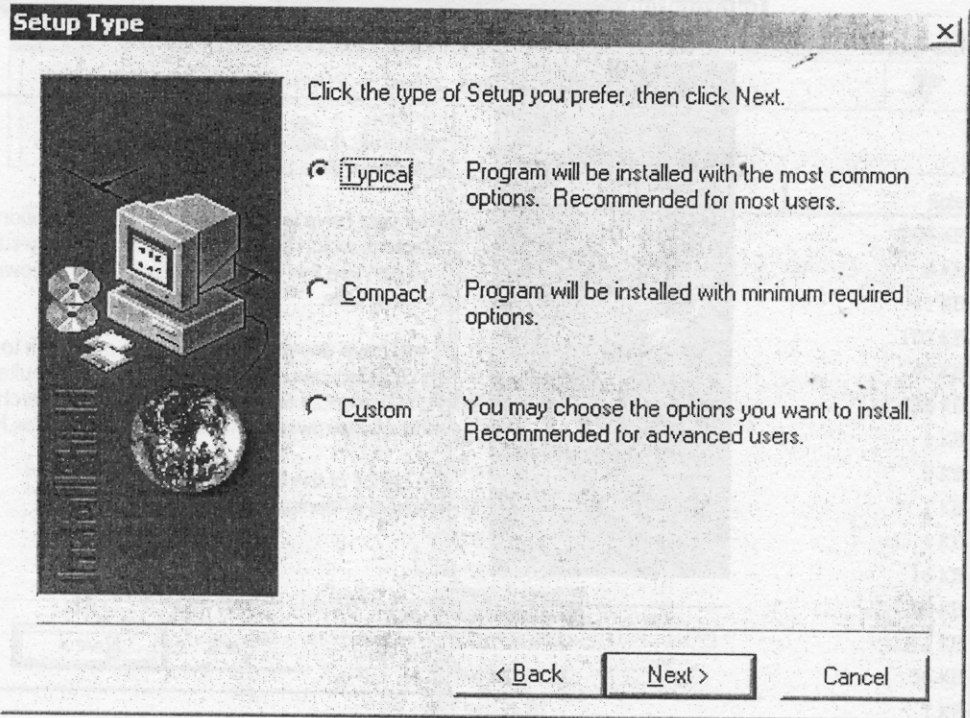 Setup Type
Click the type of Setup you prefer, then click Next.
Typical
Program will be installed with the most common
options. Recommended for most users.
Compact
Program will be installed with minimum required
options.
Custom
You may choose the options you want to install.
Recommended for advanced users.
InstallShield
< Back
Next >
Cancel